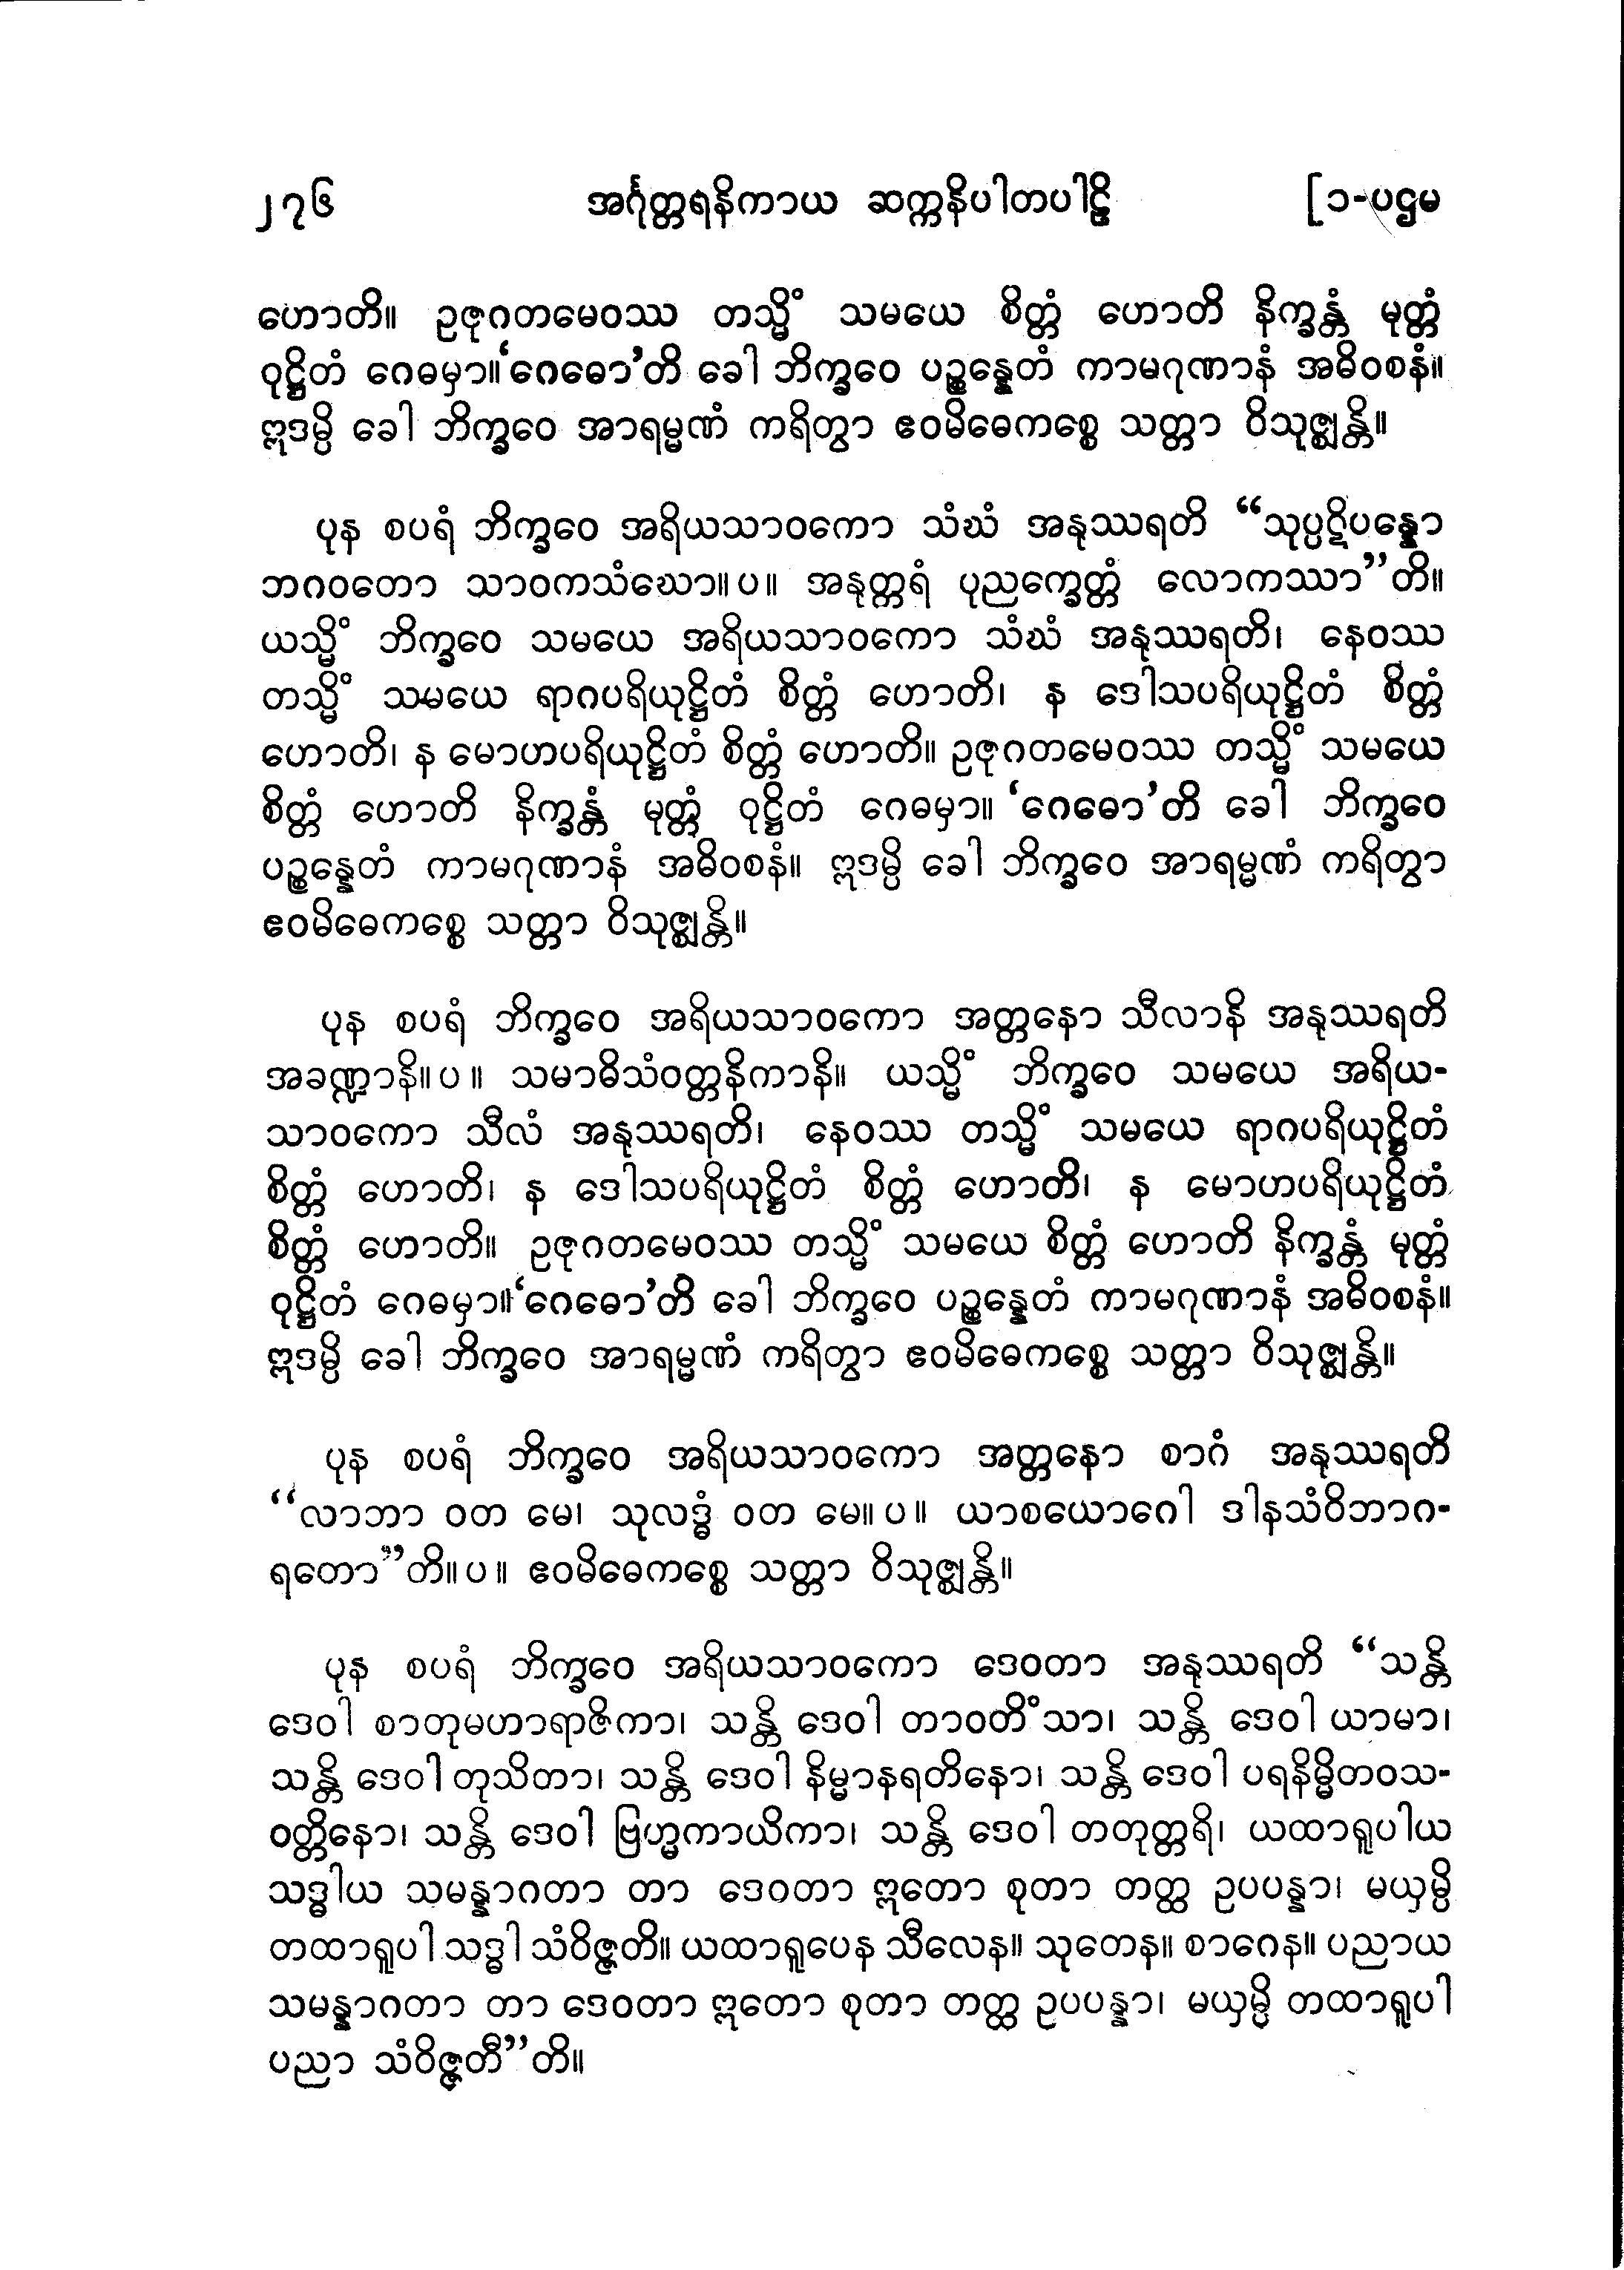 ၂၇၆ အင်္ဂုတ္တရနိကာယ ဆက္ကနိပါတပါဠိ [၁-ပဌမ
ဟောတိ။ ဥဇုဂတမေဝဿ တသ္မိံ သမယေ စိတ္တံ ဟောတိ နိက္ခန္တံ မုတ္တံ
ဝုဋ္ဌိတံ ဂေဓမှာ။ ‘ဂေဓော’တိ ခေါ ဘိက္ခဝေ ပဉ္စန္နေတံ ကာမဂုဏာနံ အဓိဝစနံ။
ဣဒမ္ပိ ခေါ ဘိက္ခဝေ အာရမ္မဏံ ကရိတွာ ဧဝမိဓေကစ္စေ သတ္တာ ဝိသုဇ္ဈန္တိ။
ပုန စပရံ ဘိက္ခဝေ အရိယသာဝကော သံဃံ အနုဿရတိ “သုပ္ပဋိပန္နော
ဘဂဝတော သာဝကသံဃော။ပ။ အနုတ္တရံ ပုညက္ခေတ္တံ လောကဿာ”တိ။
ယသ္မိံ ဘိက္ခဝေ သမယေ အရိယသာဝကော သံဃံ အနုဿရတိ၊ နေဝဿ
တသ္မိံ သမယေ ရာဂပရိယုဋ္ဌိတံ စိတ္တံ ဟောတိ၊ န ဒေါသပရိယုဋ္ဌိတံ စိတ္တံ
ဟောတိ၊ န မောဟပရိယုဋ္ဌိတံ စိတ္တံ ဟောတိ။ ဥဇုဂတမေဝဿ တသ္မိံ သမယေ
စိတ္တံ ဟောတိ နိက္ခန္တံ မုတ္တံ ဝုဋ္ဌိတံ ဂေဓမှာ။ ‘ဂေဓော’တိ ခေါ ဘိက္ခဝေ
ပဉ္စန္နေတံ ကာမဂုဏာနံ အဓိဝစနံ။ ဣဒမ္ပိ ခေါ ဘိက္ခဝေ အာရမ္မဏံ ကရိတွာ
ဧဝမိဓေကစ္စေ သတ္တာ ဝိသုဇ္ဈန္တိ။
ပုန စပရံ ဘိက္ခဝေ အရိယသာဝကော အတ္တနော သီလာနိ အနုဿရတိ
အခဏ္ဍာနိ။ပ။ သမာဓိသံဝတ္တနိကာနိ။ ယသ္မိံ ဘိက္ခဝေ သမယေ အရိယ-
သာဝကော သီလံ အနုဿရတိ၊ နေဝဿ တသ္မိံ သမယေ ရာဂပရိယုဋ္ဌိတံ
စိတ္တံ ဟောတိ၊ န ဒေါသပရိယုဋ္ဌိတံ စိတ္တံ ဟောတိ၊ န မောဟပရိယုဋ္ဌိတံ
စိတ္တံ ဟောတိ။ ဥဇုဂတမေဝဿ တသ္မိံ သမယေ စိတ္တံ ဟောတိ နိက္ခန္တံ မုတ္တံ
ဝုဋ္ဌိတံ ဂေဓမှာ။ ‘ဂေဓော’တိ ခေါ ဘိက္ခဝေ ပဉ္စန္နေတံ ကာမဂုဏာနံ အဓိဝစနံ။
ဣဒမ္ပိ ခေါ ဘိက္ခဝေ အာရမ္မဏံ ကရိတွာ ဧဝမိဓေကစ္စေ သတ္တာ ဝိသုဇ္ဈန္တိ။
ပုန စပရံ ဘိက္ခဝေ အရိယသာဝကော အတ္တနော စာဂံ အနုဿရတိ
“လာဘာ ဝတ မေ၊ သုလဒ္ဓံ ဝတ မေ။ပ။ ယာစယောဂေါ ဒါနသံဝိဘာဂ-
ရတော”တိ။ပ။ ဧဝမိဓေကစ္စေ သတ္တာ ဝိသုဇ္ဈန္တိ။
ပုန စပရံ ဘိက္ခဝေ အရိယသာဝကော ဒေဝတာ အနုဿရတိ “သန္တိ
ဒေဝါ စာတုမဟာရာဇိကာ၊ သန္တိ ဒေဝါ တာဝတိံသာ၊ သန္တိ ဒေဝါ ယာမာ၊
သန္တိ ဒေဝါ တုသိတာ၊ သန္တိ ဒေဝါ နိမ္မာနရတိနော၊ သန္တိ ဒေဝါ ပရနိမ္မိတဝသ-
ဝတ္တိနော၊ သန္တိ ဒေဝါ ဗြဟ္မကာယိကာ၊ သန္တိ ဒေဝါ တတုတ္တရိ၊ ယထာရူပါယ
သဒ္ဓါယ သမန္နာဂတာ တာ ဒေဝတာ ဣတော စုတာ တတ္ထ ဥပပန္နာ၊ မယှမ္ပိ
တထာရူပါ သဒ္ဓါ သံဝိဇ္ဇတိ။ ယထာရူပေန သီလေန။ သုတေန။ စာဂေန။ ပညာယ
သမန္နာဂတာ တာ ဒေဝတာ ဣတော စုတာ တတ္ထ ဥပပန္နာ၊ မယှမ္ပိ တထာရူပါ
ပညာ သံဝိဇ္ဇတီ”တိ။